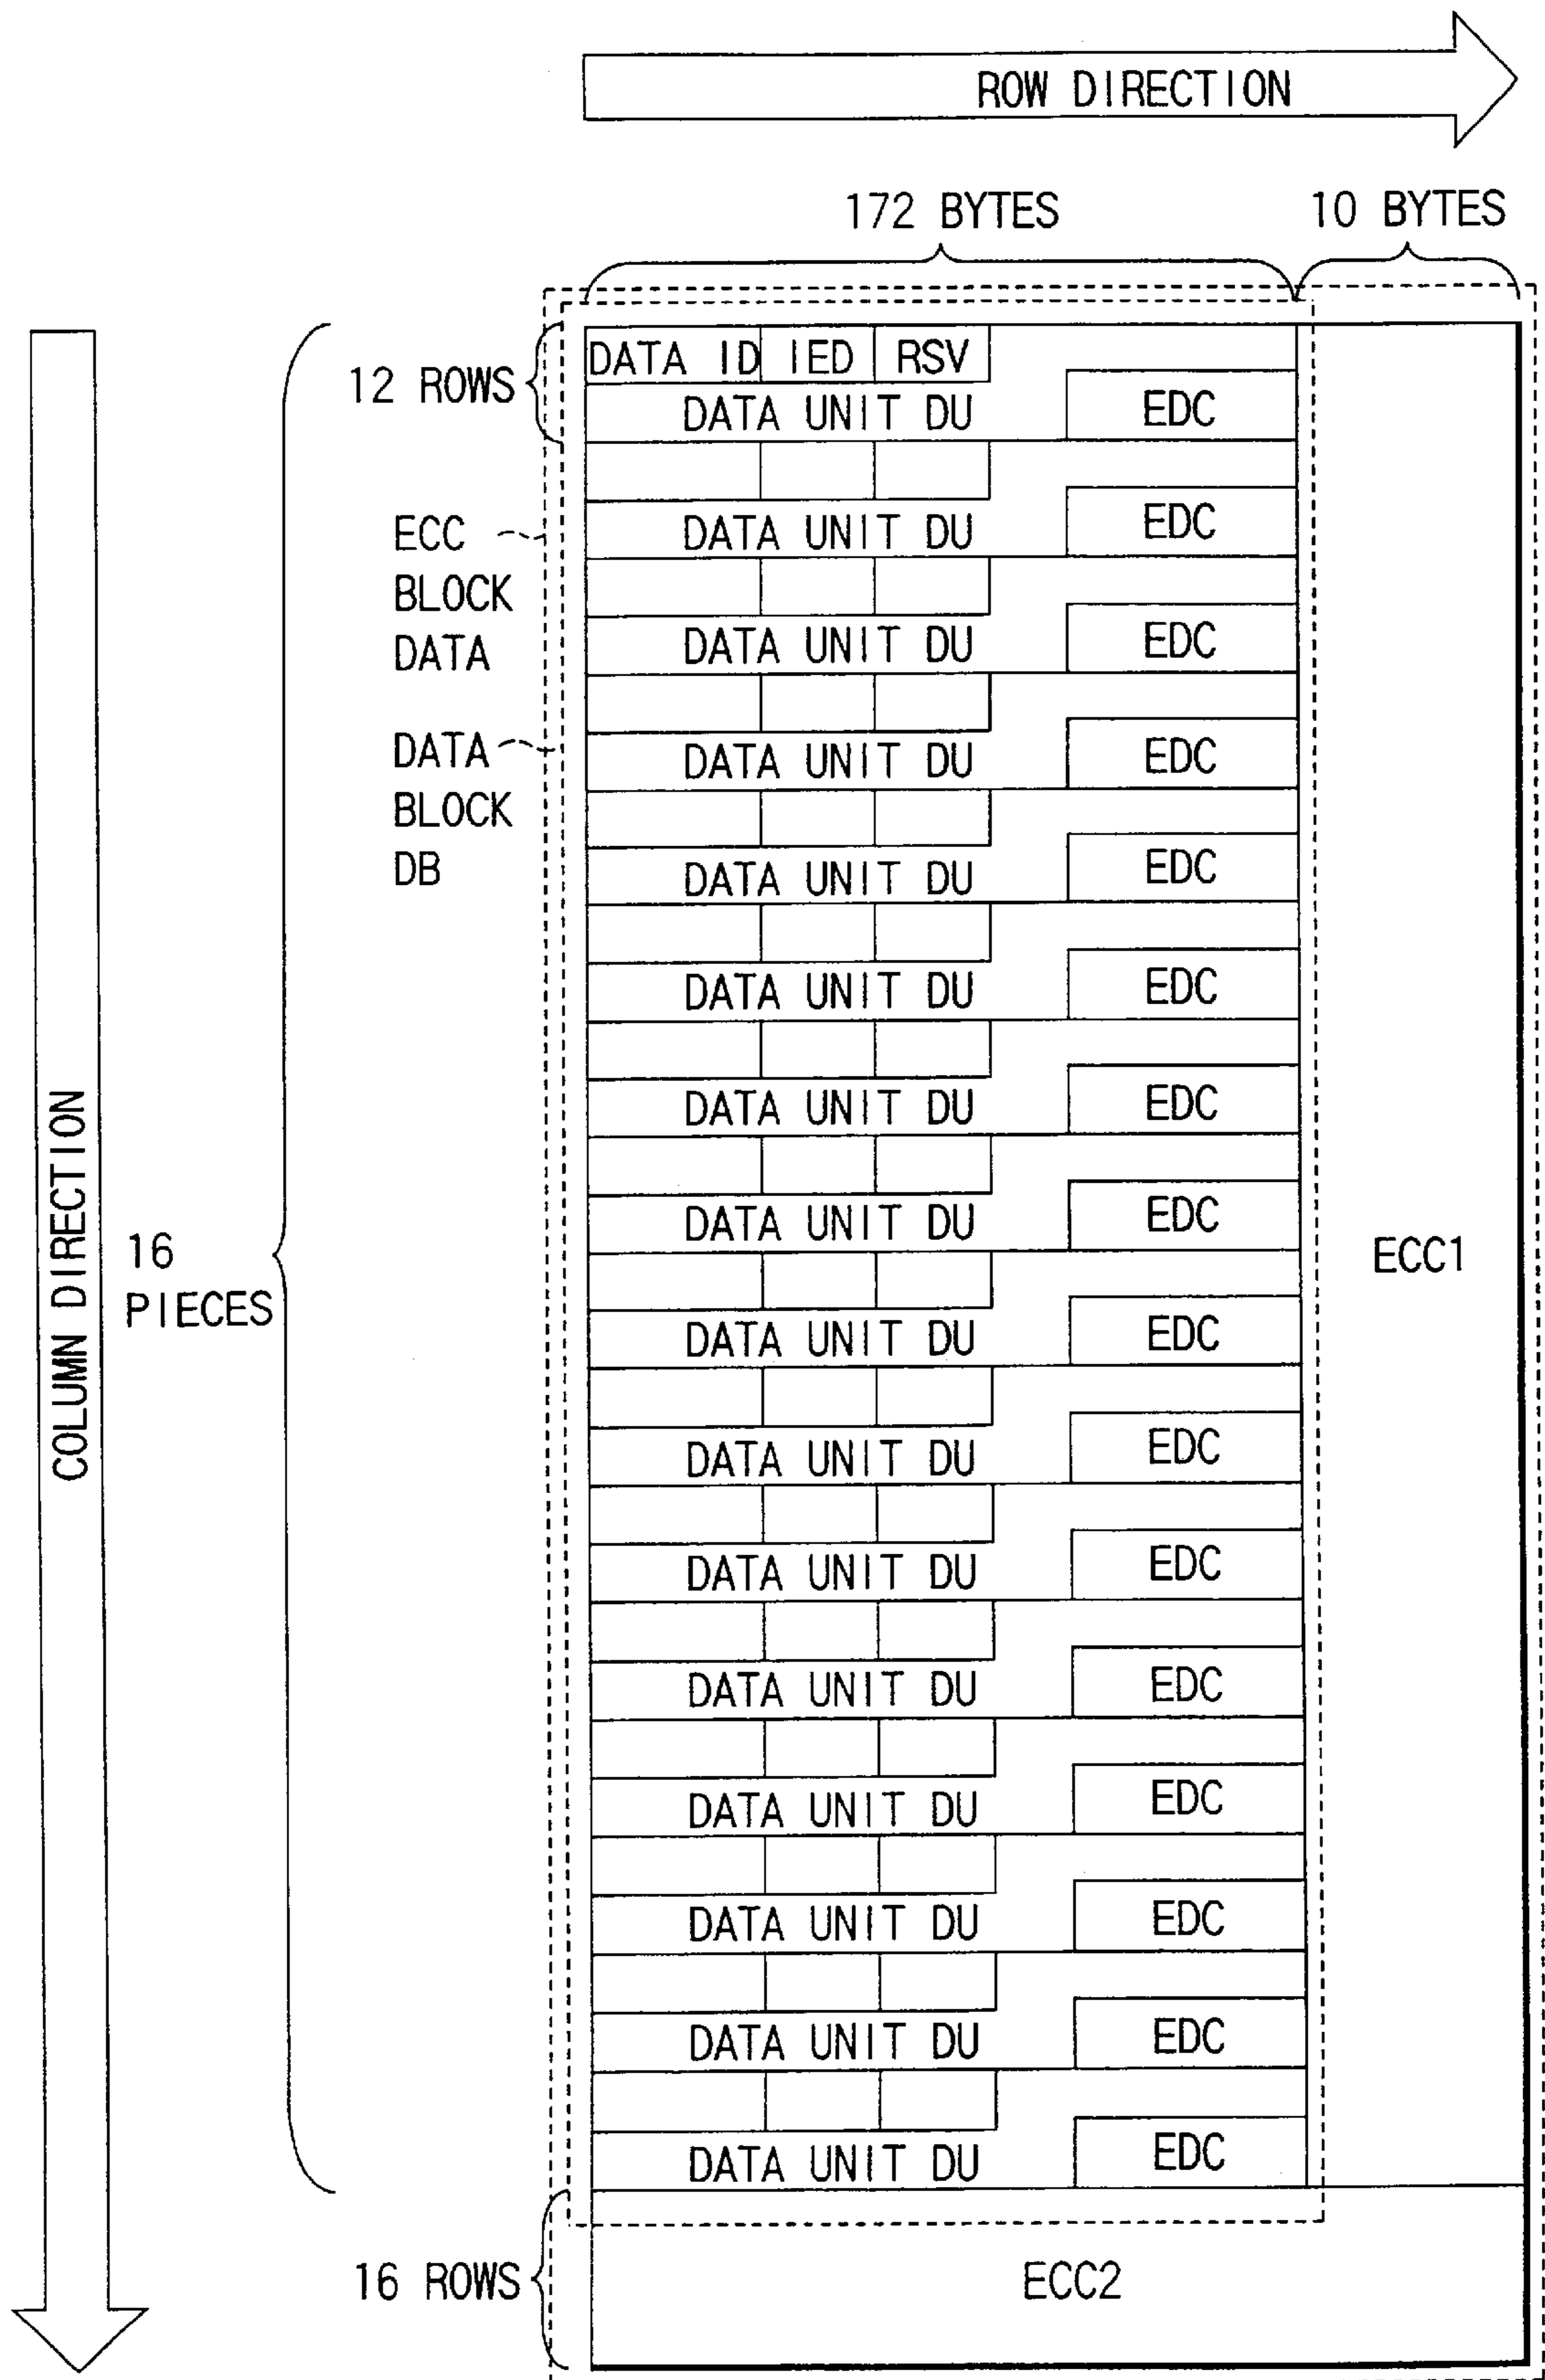 ROW DIRECTION
172 BYTES
10 BYTES
12 ROWS
DATA ID IED RSV
DATA UNIT DU EDC
DATA UNIT DU EDC
ECC
BLOCK
DATA
DATA UNIT DU EDC
DATA UNIT DU EDC
DATA
BLOCK
DB
DATA UNIT DU EDC
DATA UNIT DU EDC
DATA UNIT DU EDC
DATA UNIT DU EDC
COLUMN DIRECTION
16
PIECES
ECC1
DATA UNIT DU EDC
DATA UNIT DU EDC
DATA UNIT DU EDC
DATA UNIT DU EDC
DATA UNIT DU EDC
DATA UNIT DU EDC
DATA UNIT DU EDC
DATA UNIT DU EDC
16 ROWS
ECC2